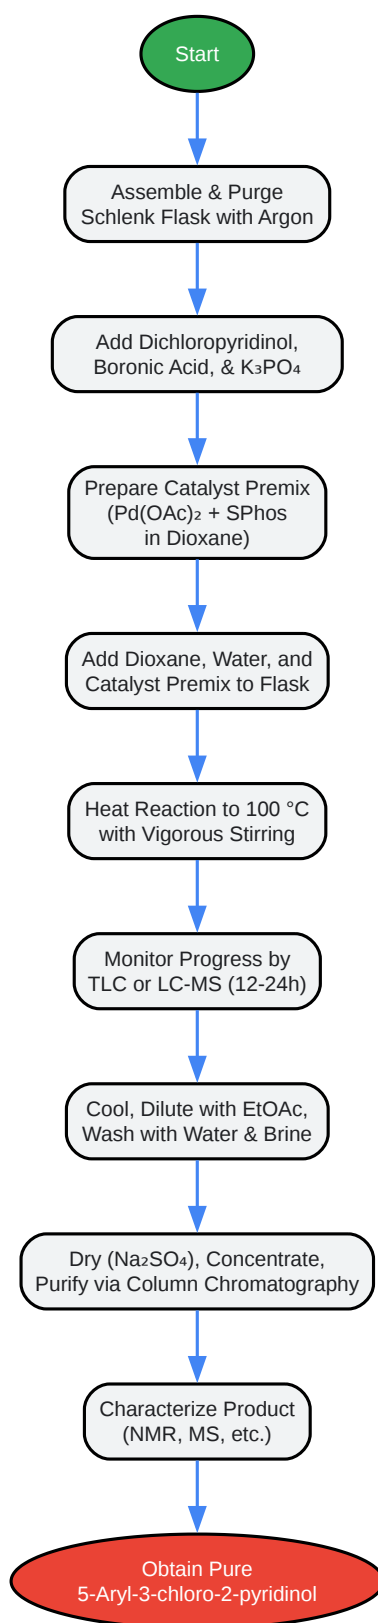 Start
Assemble & Purge
Schlenk Flask with Argon
Add Dichloropyridinol,
Boronic Acid, & K₃PO₄
Prepare Catalyst Premix
(Pd(OAc)₂ + SPhos
in Dioxane)
Add Dioxane, Water, and
Catalyst Premix to Flask
Heat Reaction to 100 °C
with Vigorous Stirring
Monitor Progress by
TLC or LC-MS (12-24h)
Cool, Dilute with EtOAc,
Wash with Water & Brine
Dry (Na₂SO₄), Concentrate,
Purify via Column Chromatography
Characterize Product
(NMR, MS, etc.)
Obtain Pure
5-Aryl-3-chloro-2-pyridinol